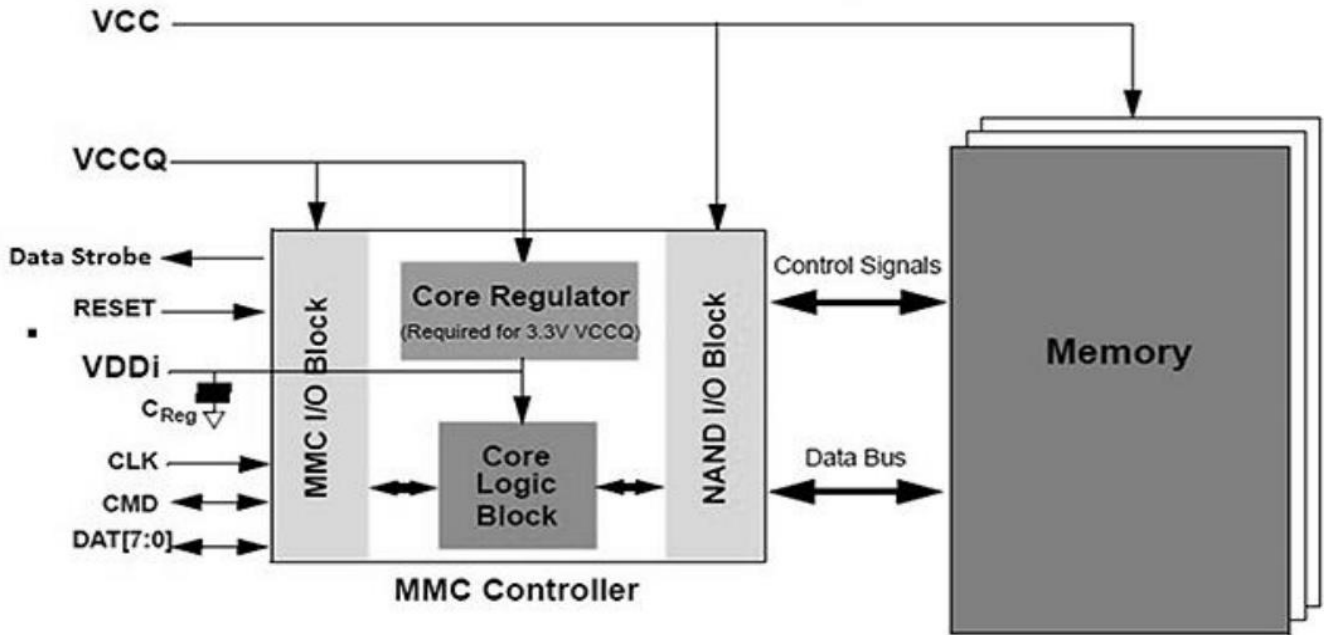 VCC
VCCQ
Data Strobe
RESET
VDDi
C Reg
CLK
CMD
DAT[7:0]
MMC I/O Block
Core Regulator
(Required for 3.3V VCCQ)
Core
Logic
Block
NAND I/O Block
MMC Controller
Control Signals
Data Bus
Memory